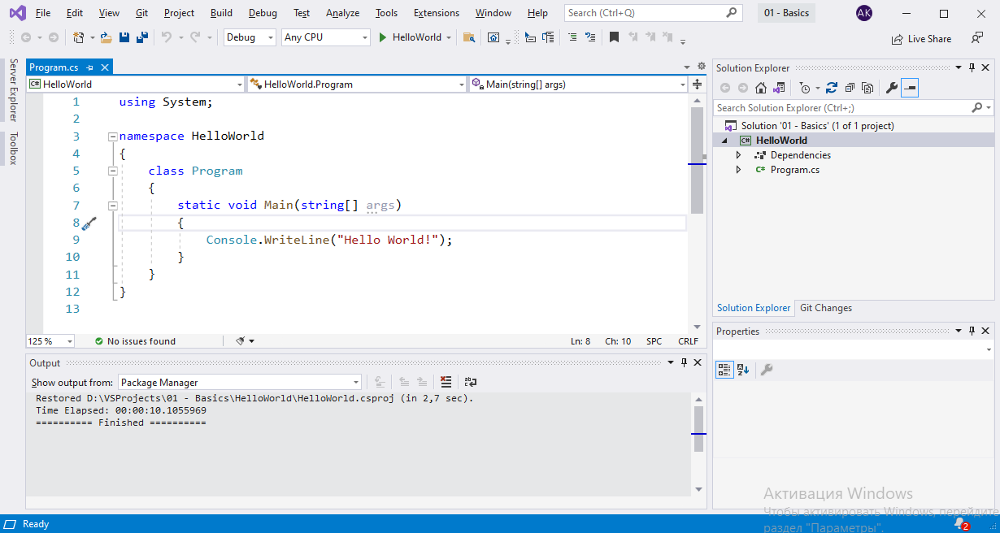 File Edit View Git Project Build Debug Test Analyze Tools Extensions Window Help Search (Ctrl+Q) 01 - Basics AK
Debug Any CPU HelloWorld Live Share
Server Explorer
Toolbox
Program.cs
C# HelloWorld HelloWorld.Program Main(string[] args)
1 using System;
2
3 namespace HelloWorld
4 {
5 class Program
6 {
7 static void Main(string[] args)
8 {
9 Console.WriteLine("Hello World!");
10 }
11 }
12 }
13
125 % No issues found Ln: 8 Ch: 10 SPC CRLF
Output
Show output from: Package Manager
Restored D:\VSProjects\01 - Basics\HelloWorld\HelloWorld.csproj (in 2,7 sec).
Time Elapsed: 00:00:10.1055969
========== Finished ==========
Solution Explorer
Search Solution Explorer (Ctrl+;)
Solution '01 - Basics' (1 of 1 project)
C# HelloWorld
Dependencies
C# Program.cs
Solution Explorer Git Changes
Properties
Активация Windows
Чтобы активировать Windows, перейдите
раздел "Параметры".
Ready 2